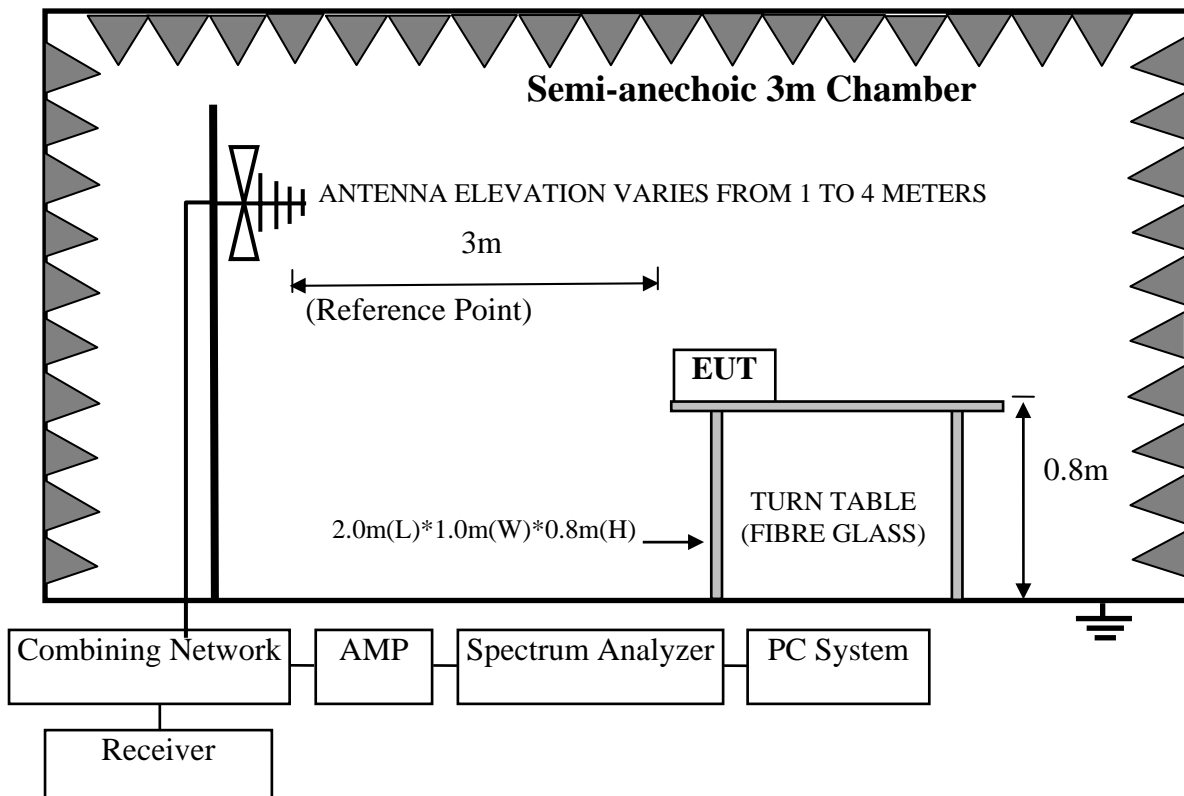 Semi-anechoic 3m Chamber
ANTENNA ELEVATION VARIES FROM 1 TO 4 METERS
3m
(Reference Point)
EUT
0.8m
TURN TABLE
(FIBRE GLASS)
2.0m(L)*1.0m(W)*0.8m(H)
Combining Network
AMP
Spectrum Analyzer
PC System
Receiver